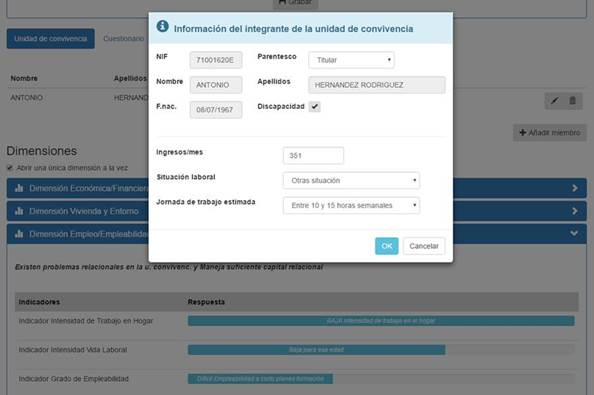 Grabar
Información del integrante de la unidad de convivencia
Unidad de convivencia
Cuestionario
NIF 71001620E Parentesco Titular
Nombre ANTONIO Apellidos HERNANDEZ RODRIGUEZ
F.nac. 08/07/1967 Discapacidad
Nombre Apellidos
ANTONIO HERNAND
Añadir miembro
Ingresos/mes 351
Situación laboral Otras situación
Jornada de trabajo estimada Entre 10 y 15 horas semanales
OK Cancelar
Dimensiones
Abrir una única dimensión a la vez
Dimensión Económica/Financiera
Dimensión Vivienda y Entorno
Dimensión Empleo/Empleabilidad
Existen problemas relacionales en la u. convivenc. y Maneja suficiente capital relacional
Indicadores Respuesta
Indicador Intensidad de Trabajo en Hogar BAJA intensidad de trabajo en el hogar
Indicador Intensidad Vida Laboral Baja para esa edad
Indicador Grado de Empleabilidad Difícil Empleabilidad a corto planes formación